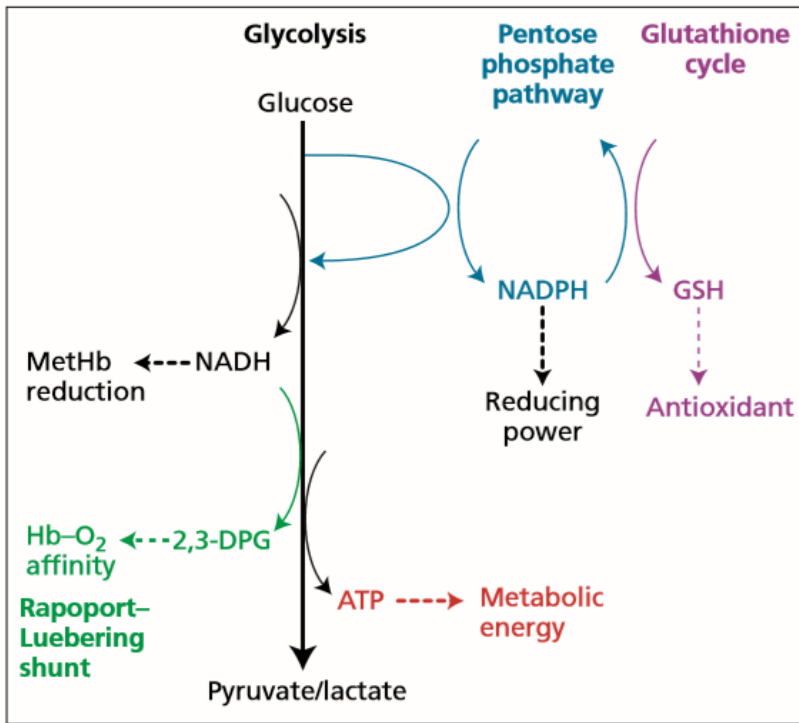 Glycolysis
Pentose
phosphate
pathway
Glutathione
cycle
Glucose
NADPH
GSH
MetHb
reduction
NADH
Reducing
power
Antioxidant
Hb–O₂
affinity
2,3-DPG
Rapoport–
Luebering
shunt
ATP
Metabolic
energy
Pyruvate/lactate